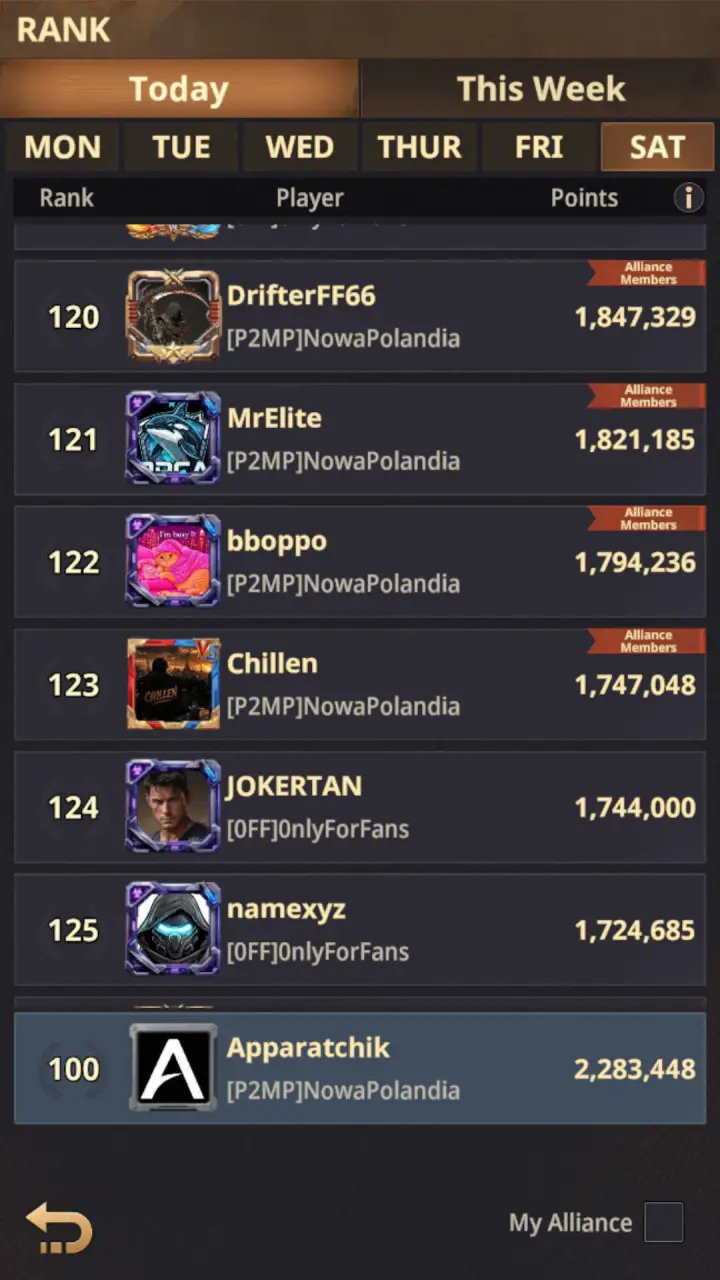 RANK
Today
This Week
MON
TUE
WED
THUR
FRI
SAT
Rank
Player
Points
i
Alliance
Members
120
DrifterFF66
[P2MP]NowaPolandia
1,847,329
Alliance
Members
121
MrElite
[P2MP]NowaPolandia
1,821,185
Alliance
Members
122
I'm busy
bboppo
[P2MP]NowaPolandia
1,794,236
Alliance
Members
123
VS
CHILLEN
Chillen
[P2MP]NowaPolandia
1,747,048
124
JOKERTAN
[0FF]0nlyForFans
1,744,000
125
namexyz
[0FF]0nlyForFans
1,724,685
100
A
Apparatchik
[P2MP]NowaPolandia
2,283,448
My Alliance